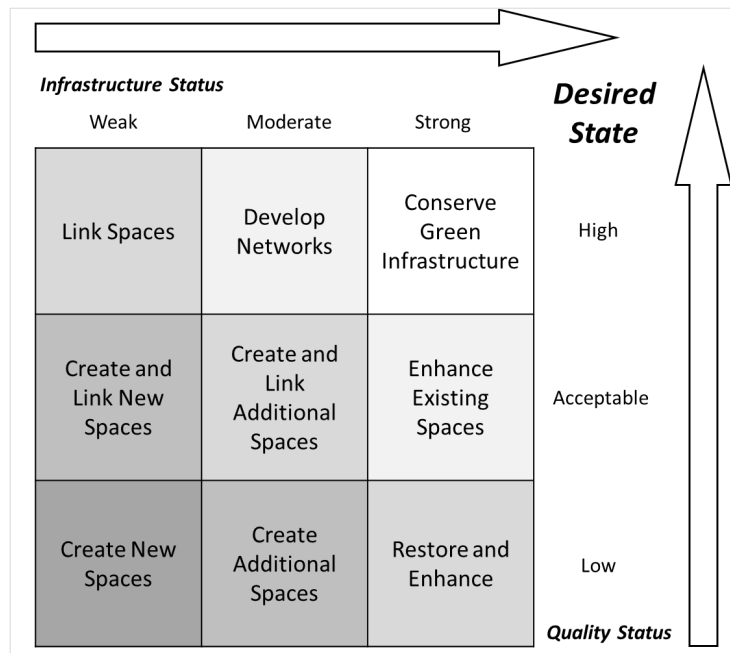 Infrastructure Status
Desired
State
Weak
Moderate
Strong
Link Spaces
Develop
Networks
Conserve
Green
Infrastructure
High
Create and
Link New
Spaces
Create and
Link
Additional
Spaces
Enhance
Existing
Spaces
Acceptable
Create New
Spaces
Create
Additional
Spaces
Restore and
Enhance
Low
Quality Status